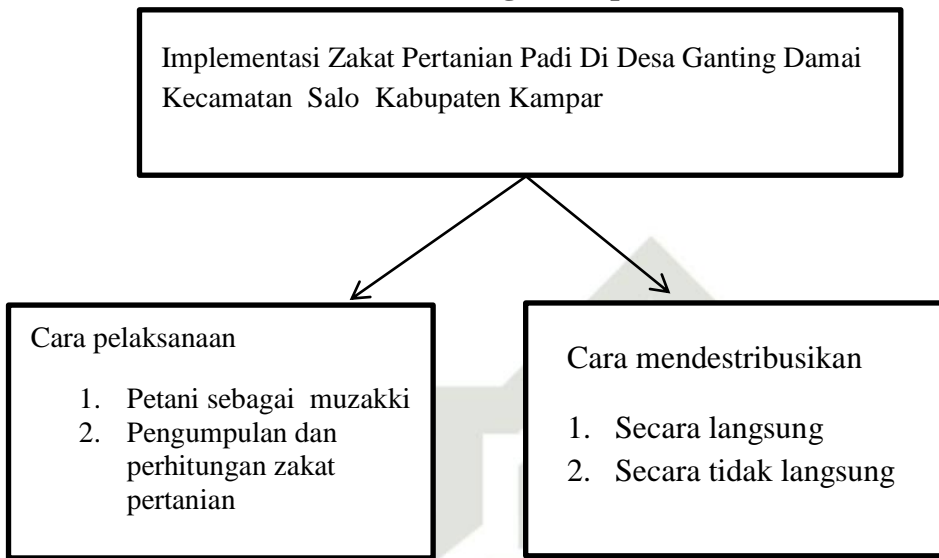 Implementasi Zakat Pertanian Padi Di Desa Ganting Damai
Kecamatan Salo Kabupaten Kampar
Cara pelaksanaan
1. Petani sebagai muzakki
2. Pengumpulan dan
perhitungan zakat
pertanian
Cara mendestribusikan
1. Secara langsung
2. Secara tidak langsung